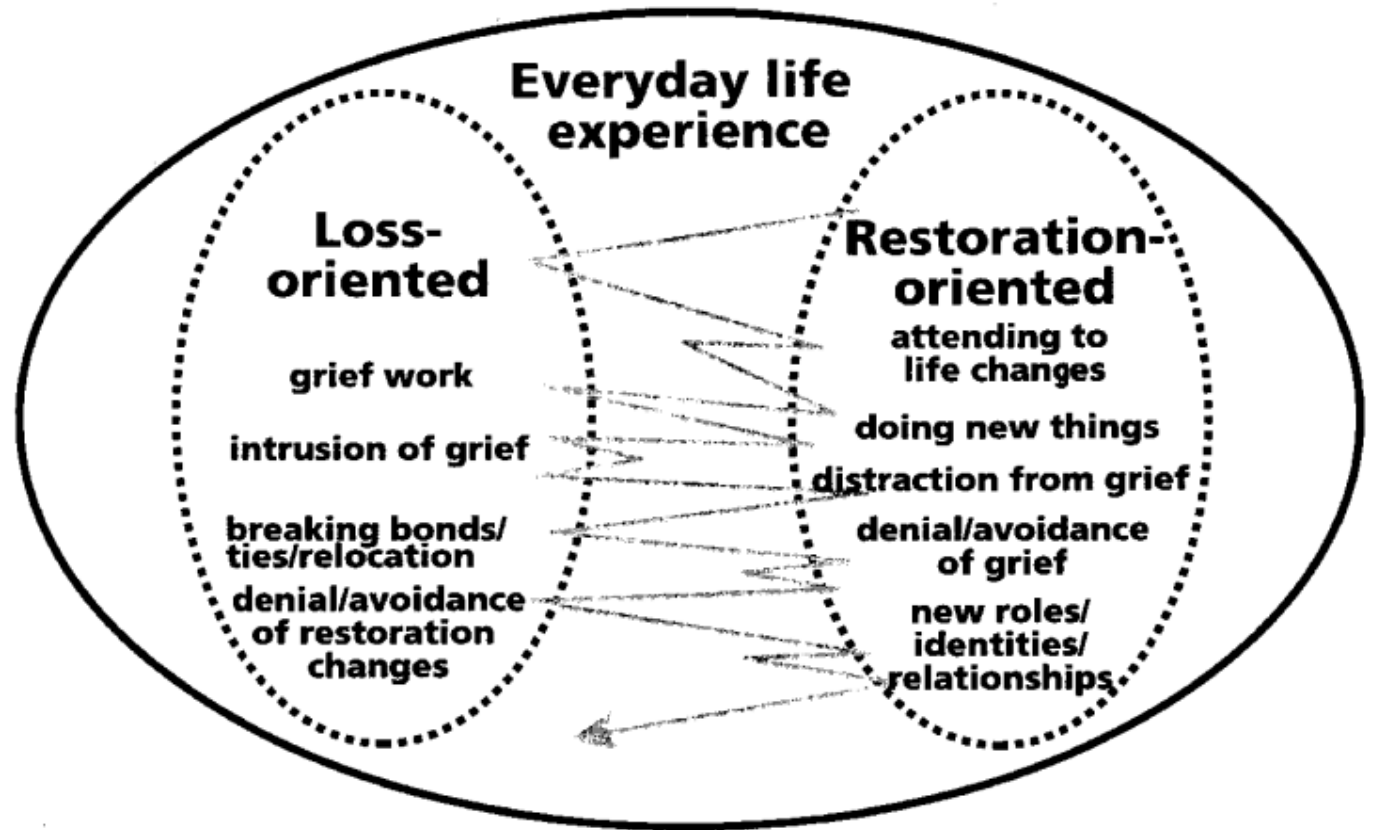 Everyday life
experience
Loss-
oriented
grief work
intrusion of grief
breaking bonds/
ties/relocation
denial/avoidance
of restoration
changes
Restoration-
oriented
attending to
life changes
doing new things
distraction from grief
denial/avoidance
of grief
new roles/
identities/
relationships